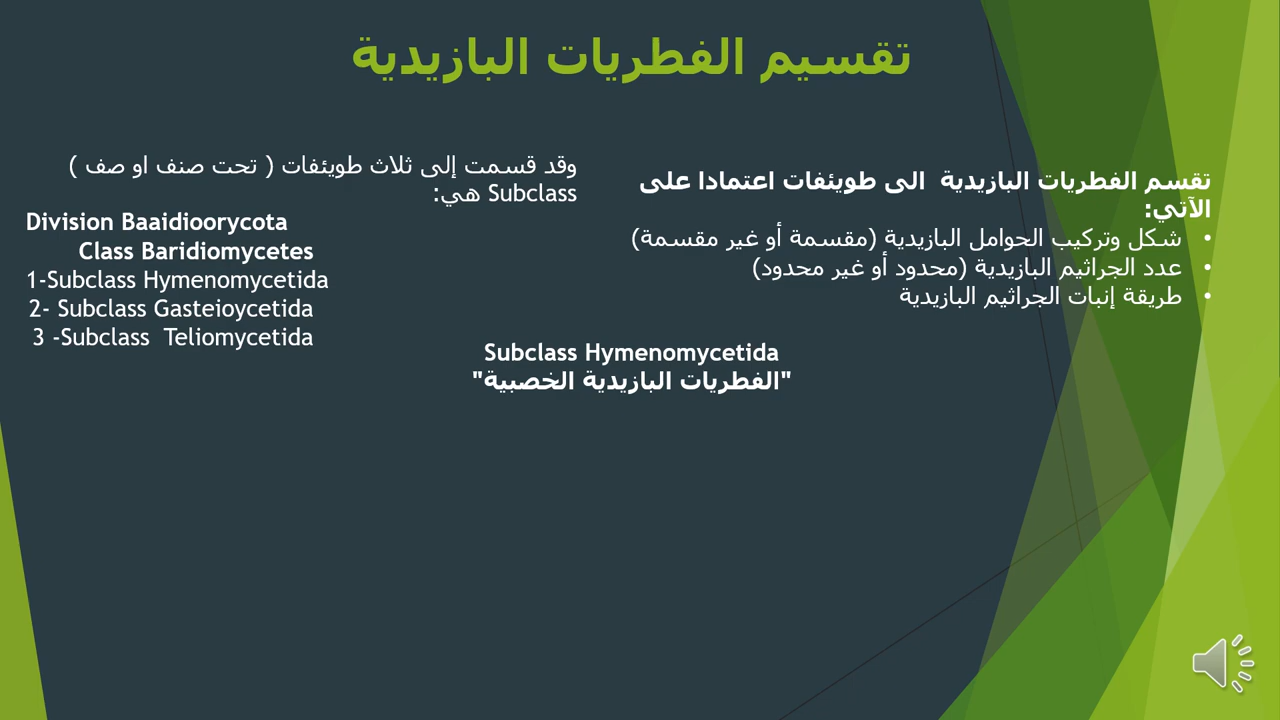 تقسيم الفطريات البازيدية
تقسم الفطريات البازيدية الى طويئفات اعتمادا على
الآتي:
• شكل وتركيب الحوامل البازيدية (مقسمة أو غير مقسمة)
• عدد الجراثيم البازيدية (محدود أو غير محدود)
• طريقة إنبات الجراثيم البازيدية
وقد قسمت إلى ثلاث طويئفات ( تحت صنف او صف )
Subclass هي:
Division Baaidioorycota
Class Baridiomycetes
1-Subclass Hymenomycetida
2- Subclass Gasteioycetida
3 -Subclass Teliomycetida
Subclass Hymenomycetida
"الفطريات البازيدية الخصبية"